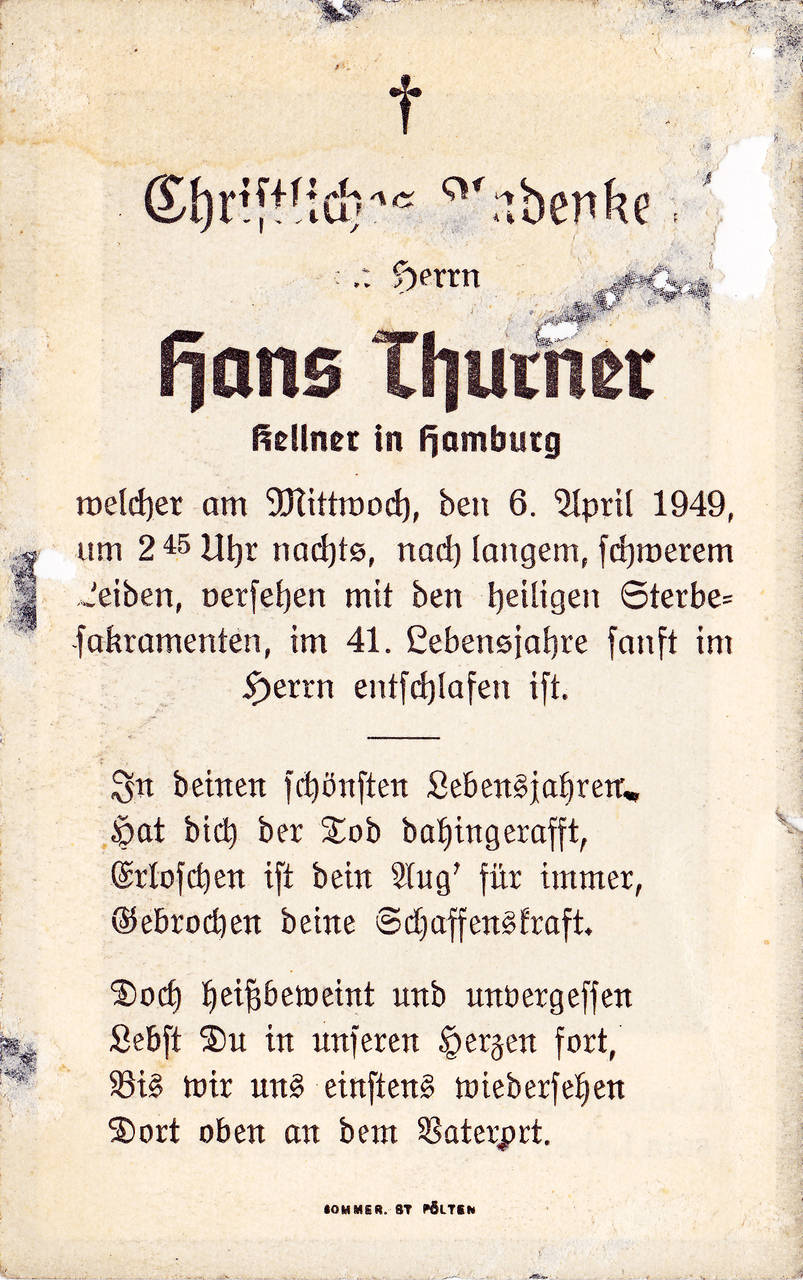 Christliches Andenken
Herrn
Hans Thurner
Kellner in Hamburg
welcher am Mittwoch, den 6. April 1949,
um 2 45 Uhr nachts, nach langem, schwerem
Leiden, versehen mit den heiligen Sterbe=
sakramenten, im 41. Lebensjahre sanft im
Herrn entschlafen ist.
In deinen schönsten Lebensjahren
Hat dich der Tod dahingerafft,
Erloschen ist dein Aug' für immer,
Gebrochen deine Schaffenskraft.
Doch heißbeweint und unvergessen
Lebst Du in unseren Herzen fort,
Bis wir uns einstens wiedersehen
Dort oben an dem Vaterort.
SOMMER. ST PÖLTEN